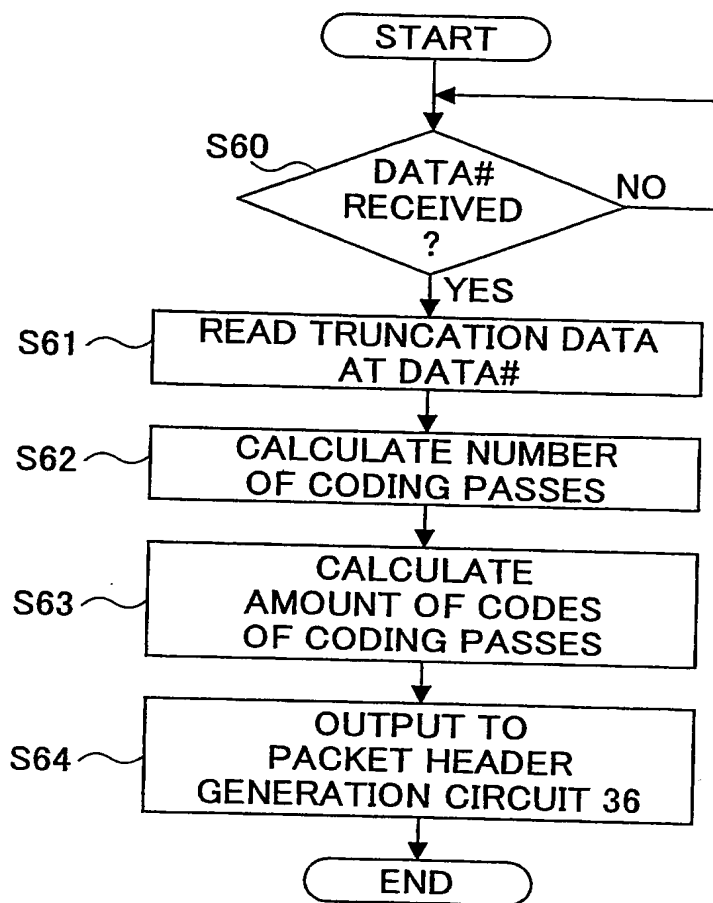 START
S60
DATA#
RECEIVED
?
NO
YES
S61
READ TRUNCATION DATA
AT DATA#
S62
CALCULATE NUMBER
OF CODING PASSES
S63
CALCULATE
AMOUNT OF CODES
OF CODING PASSES
S64
OUTPUT TO
PACKET HEADER
GENERATION CIRCUIT 36
END